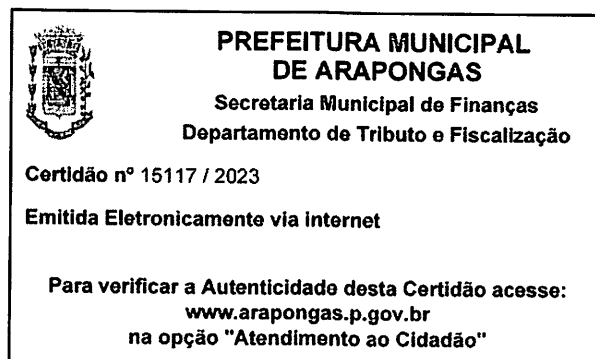 PREFEITURA MUNICIPAL
DE ARAPONGAS
Secretaria Municipal de Finanças
Departamento de Tributo e Fiscalização
Certidão nº 15117 / 2023
Emitida Eletronicamente via internet
Para verificar a Autenticidade desta Certidão acesse:
www.arapongas.p.gov.br
na opção "Atendimento ao Cidadão"